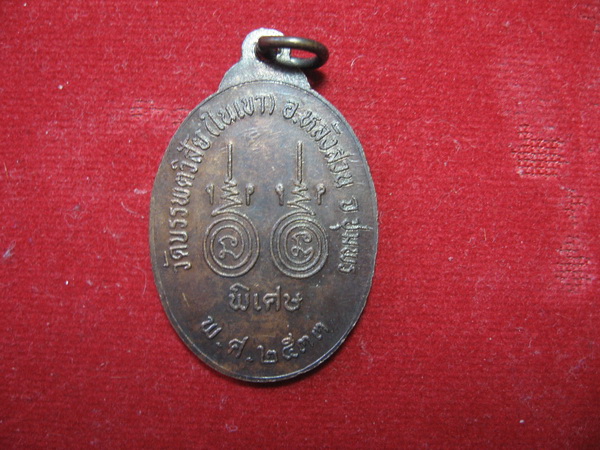 วัดบรรพตวิสัย (ในเขา) อ.หลังสวน จ.ชุมพร
พิเศษ
พ.ศ.๒๕๓๓